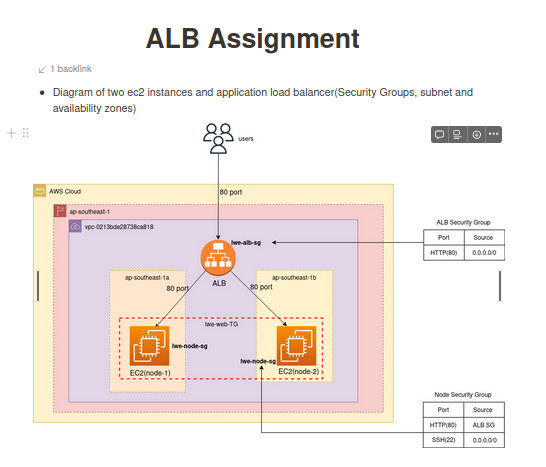 ALB Assignment
1 backlink
Diagram of two ec2 instances and application load balancer(Security Groups, subnet and
availability zones)
users
80 port
AWS Cloud
ap-southeast-1
vpc-0213bde28738ca818
lwe-alb-sg
ALB
ALB Security Group
Port Source
HTTP(80) 0.0.0.0/0
ap-southeast-1a
ap-southeast-1b
80 port
80 port
lwe-web-TG
lwe-node-sg
lwe-node-sg
EC2(node-1)
EC2(node-2)
Node Security Group
Port Source
HTTP(80) ALB SG
SSH(22) 0.0.0.0/0